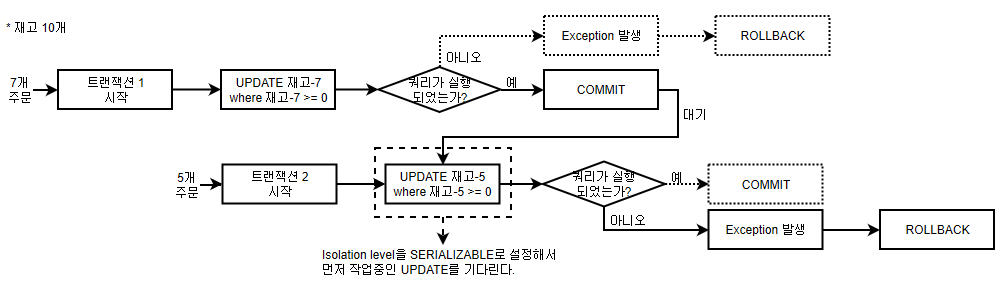 * 재고 10개
Exception 발생
ROLLBACK
아니오
7개
주문
트랜잭션 1
시작
UPDATE 재고-7
where 재고-7 >= 0
쿼리가 실행
되었는가?
예
COMMIT
대기
5개
주문
트랜잭션 2
시작
UPDATE 재고-5
where 재고-5 >= 0
쿼리가 실행
되었는가?
예
COMMIT
아니오
Exception 발생
ROLLBACK
Isolation level을 SERIALIZABLE로 설정해서
먼저 작업중인 UPDATE를 기다린다.